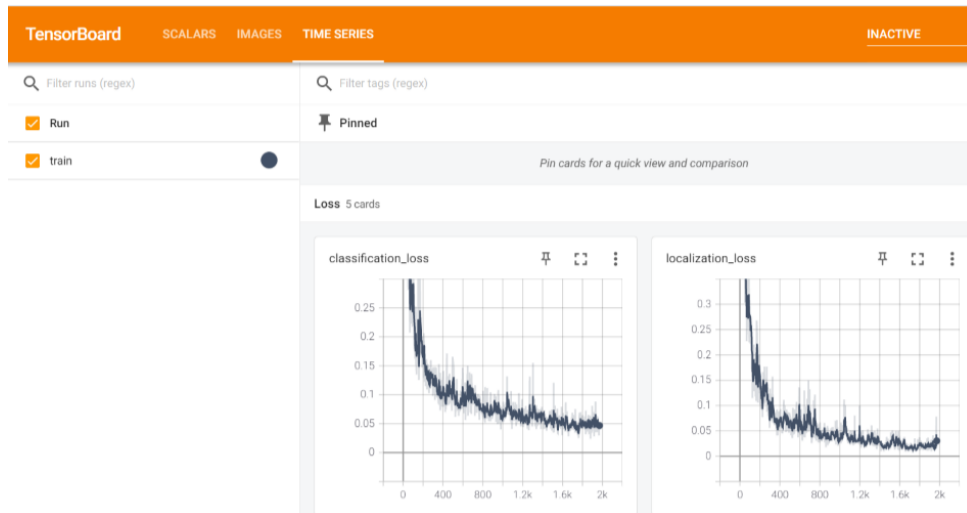 TensorBoard SCALARS IMAGES TIME SERIES INACTIVE
Filter runs (regex)
Run
train
Filter tags (regex)
Pinned
Pin cards for a quick view and comparison
Loss 5 cards
classification_loss
0.25
0.2
0.15
0.1
0.05
0
0 400 800 1.2k 1.6k 2k
localization_loss
0.3
0.25
0.2
0.15
0.1
0.05
0
0 400 800 1.2k 1.6k 2k